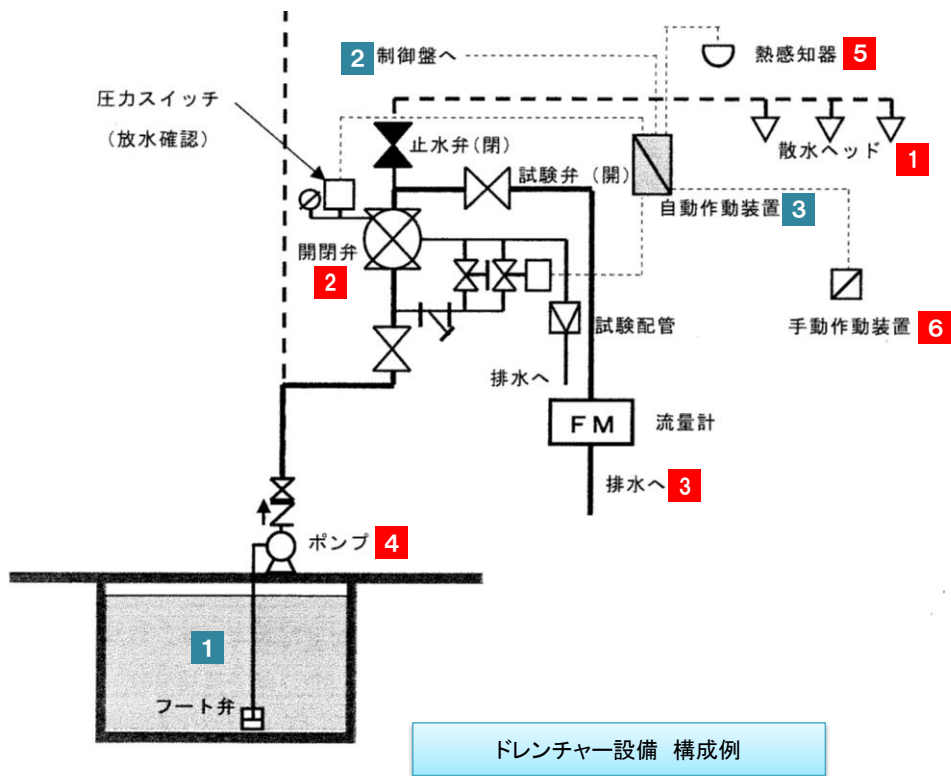 2 制御盤へ
熱感知器 5
圧力スイッチ
(放水確認)
止水弁(閉)
散水ヘッド 1
試験弁(開)
自動作動装置 3
開閉弁
2
手動作動装置 6
試験配管
排水へ
FM 流量計
排水へ 3
ポンプ 4
1
フート弁
ドレンチャー設備 構成例